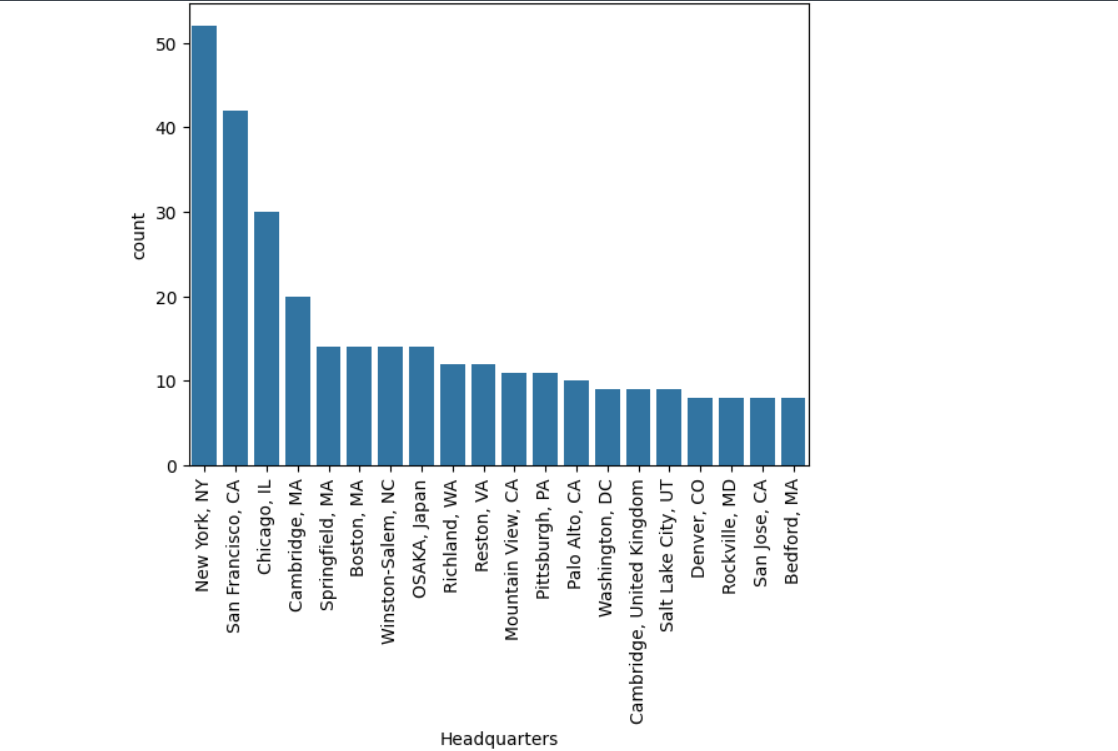 50
40
30
20
10
0
count
New York, NY
San Francisco, CA
Chicago, IL
Cambridge, MA
Springfield, MA
Boston, MA
Winston-Salem, NC
OSAKA, Japan
Richland, WA
Reston, VA
Mountain View, CA
Pittsburgh, PA
Palo Alto, CA
Washington, DC
Cambridge, United Kingdom
Salt Lake City, UT
Denver, CO
Rockville, MD
San Jose, CA
Bedford, MA
Headquarters